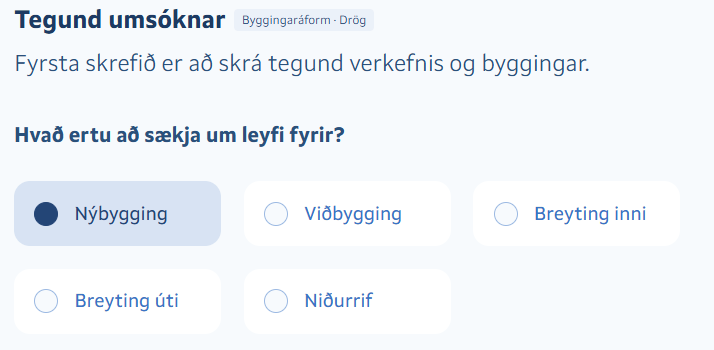 Tegund umsóknar Byggingaráform · Drög
Fyrsta skrefið er að skrá tegund verkefnis og byggingar.
Hvað ertu að sækja um leyfi fyrir?
Nýbygging Viðbygging Breyting inni
Breyting úti Niðurrif